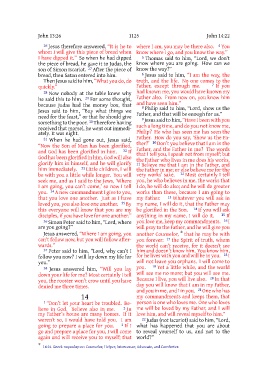 John 13:26
1125
John 14:22
26 Jesus therefore answered, "It is he to
whom I will give this piece of bread when
I have dipped it." So when he had dipped
the piece of bread, he gave it to Judas, the
son of Simon Iscariot. 27 After the piece of
bread, then Satan entered into him.
Then Jesus said to him, "What you do, do
quickly."
28 Now nobody at the table knew why
he said this to him. 29 For some thought,
because Judas had the money box, that
Jesus said to him, "Buy what things we
need for the feast," or that he should give
something to the poor. 30 Therefore having
received that morsel, he went out immedi-
ately. It was night.
31 When he had gone out, Jesus said,
"Now the Son of Man has been glorified,
and God has been glorified in him. 32 If
God has been glorified in him, God will also
glorify him in himself, and he will glorify
him immediately. 33 Little children, I will
be with you a little while longer. You will
seek me, and as I said to the Jews, 'Where
I am going, you can't come,' so now I tell
you. 34 A new commandment I give to you,
that you love one another. Just as I have
loved you, you also love one another. 35 By
this everyone will know that you are my
disciples, if you have love for one another."
36 Simon Peter said to him, "Lord, where
are you going?"
Jesus answered, "Where I am going, you
can't follow now, but you will follow after-
wards."
37 Peter said to him, "Lord, why can't I
follow you now? I will lay down my life for
you."
38 Jesus answered him, "Will you lay
down your life for me? Most certainly I tell
you, the rooster won't crow until you have
denied me three times.
14
1 "Don't let your heart be troubled. Be-
lieve in God. Believe also in me. 2 In
my Father's house are many homes. If it
weren't so, I would have told you. I am
going to prepare a place for you. 3 If I
go and prepare a place for you, I will come
again and will receive you to myself; that
where I am, you may be there also. 4 You
know where I go, and you know the way."
5 Thomas said to him, "Lord, we don't
know where you are going. How can we
know the way?"
6 Jesus said to him, "I am the way, the
truth, and the life. No one comes to the
Father, except through me. 7 If you
had known me, you would have known my
Father also. From now on, you know him
and have seen him."
8 Philip said to him, "Lord, show us the
Father, and that will be enough for us."
9 Jesus said to him, "Have I been with you
such a long time, and do you not know me,
Philip? He who has seen me has seen the
Father. How do you say, 'Show us the Fa-
ther?' 10 Don't you believe that I am in the
Father, and the Father in me? The words
that I tell you, I speak not from myself; but
the Father who lives in me does his works.
11 Believe me that I am in the Father, and
the Father in me; or else believe me for the
very works' sake. 12 Most certainly I tell
you, he who believes in me, the works that
I do, he will do also; and he will do greater
works than these, because I am going to
my Father. 13 Whatever you will ask in
my name, I will do it, that the Father may
be glorified in the Son. 14 If you will ask
anything in my name, I will do it. 15 If
you love me, keep my commandments. 16 I
will pray to the Father, and he will give you
another Counselor, that he may be with
you forever: 17 the Spirit of truth, whom
the world can't receive, for it doesn't see
him and doesn't know him. You know him,
for he lives with you and will be in you. 18 I
will not leave you orphans. I will come to
you. 19 Yet a little while, and the world
will see me no more; but you will see me.
Because I live, you will live also. 20 In that
day you will know that I am in my Father,
and you in me, and I in you. 21 One who has
my commandments and keeps them, that
person is one who loves me. One who loves
me will be loved by my Father, and I will
love him, and will reveal myself to him."
22 Judas (not Iscariot) said to him, "Lord,
what has happened that you are about
to reveal yourself to us, and not to the
world?"